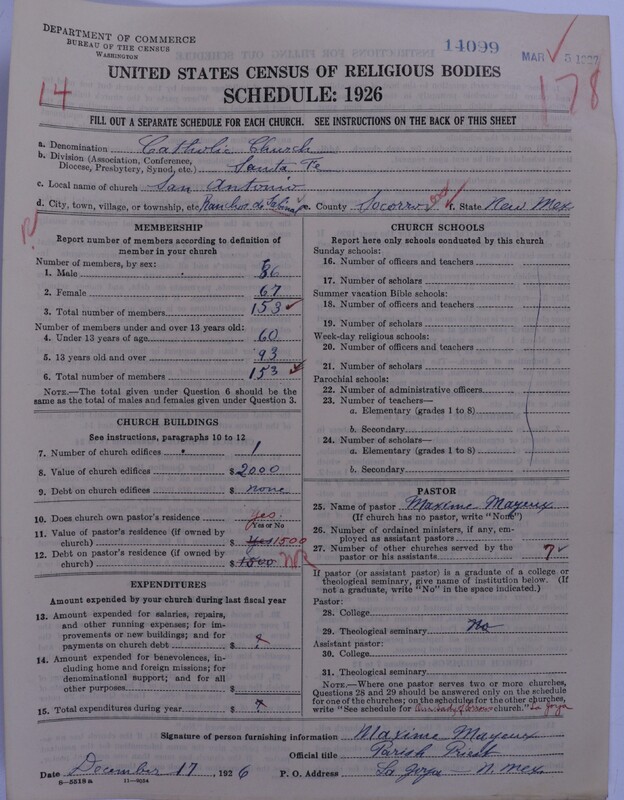 DEPARTMENT OF COMMERCE
BUREAU OF THE CENSUS
WASHINGTON
14099
MAR 5 1927
UNITED STATES CENSUS OF RELIGIOUS BODIES
SCHEDULE: 1926
14
178
FILL OUT A SEPARATE SCHEDULE FOR EACH CHURCH. SEE INSTRUCTIONS ON THE BACK OF THIS SHEET
a. Denomination Catholic Church
b. Division (Association, Conference, Diocese, Presbytery, Synod, etc.) Santa Fe
c. Local name of church San Antonio
d. City, town, village, or township, etc. Ranchos de la e. County Socorro f. State New Mex
MEMBERSHIP
Report number of members according to definition of member in your church
Number of members, by sex:
1. Male 86
2. Female 67
3. Total number of members 153
Number of members under and over 13 years old:
4. Under 13 years of age 60
5. 13 years old and over 93
6. Total number of members 153
NOTE.—The total given under Question 6 should be the same as the total of males and females given under Question 3.
CHURCH BUILDINGS
See instructions, paragraphs 10 to 12
7. Number of church edifices 1
8. Value of church edifices $ 2000
9. Debt on church edifices $ none
10. Does church own pastor's residence yes.
Yes or No
11. Value of pastor's residence (if owned by church) $ yes 1500
12. Debt on pastor's residence (if owned by church) $ 1500 NR
EXPENDITURES
Amount expended by your church during last fiscal year
13. Amount expended for salaries, repairs, and other running expenses; for improvements or new buildings; and for payments on church debt $ ?
14. Amount expended for benevolences, including home and foreign missions; for denominational support; and for all other purposes $
15. Total expenditures during year $ ?
CHURCH SCHOOLS
Report here only schools conducted by this church
Sunday schools:
16. Number of officers and teachers
17. Number of scholars
Summer vacation Bible schools:
18. Number of officers and teachers
19. Number of scholars
Week-day religious schools:
20. Number of officers and teachers
21. Number of scholars
Parochial schools:
22. Number of administrative officers
23. Number of teachers—
a. Elementary (grades 1 to 8)
b. Secondary
24. Number of scholars—
a. Elementary (grades 1 to 8)
b. Secondary
PASTOR
25. Name of pastor Maxime Mayeux
(If church has no pastor, write "None")
26. Number of ordained ministers, if any, employed as assistant pastors
27. Number of other churches served by the pastor or his assistants 7
If pastor (or assistant pastor) is a graduate of a college or theological seminary, give name of institution below. (If not a graduate, write "No" in the space indicated.)
Pastor:
28. College
29. Theological seminary No
Assistant pastor:
30. College
31. Theological seminary
NOTE.—Where one pastor serves two or more churches, Questions 28 and 29 should be answered only on the schedule for one of the churches; on the schedules for the other churches, write "See schedule for Our Lady of Sorrow church." La Joya
Signature of person furnishing information Maxime Mayeux
Official title Parish Priest
Date December 17, 1926 P. O. Address La Joya - N. Mex.
8—5518 a 11—9034